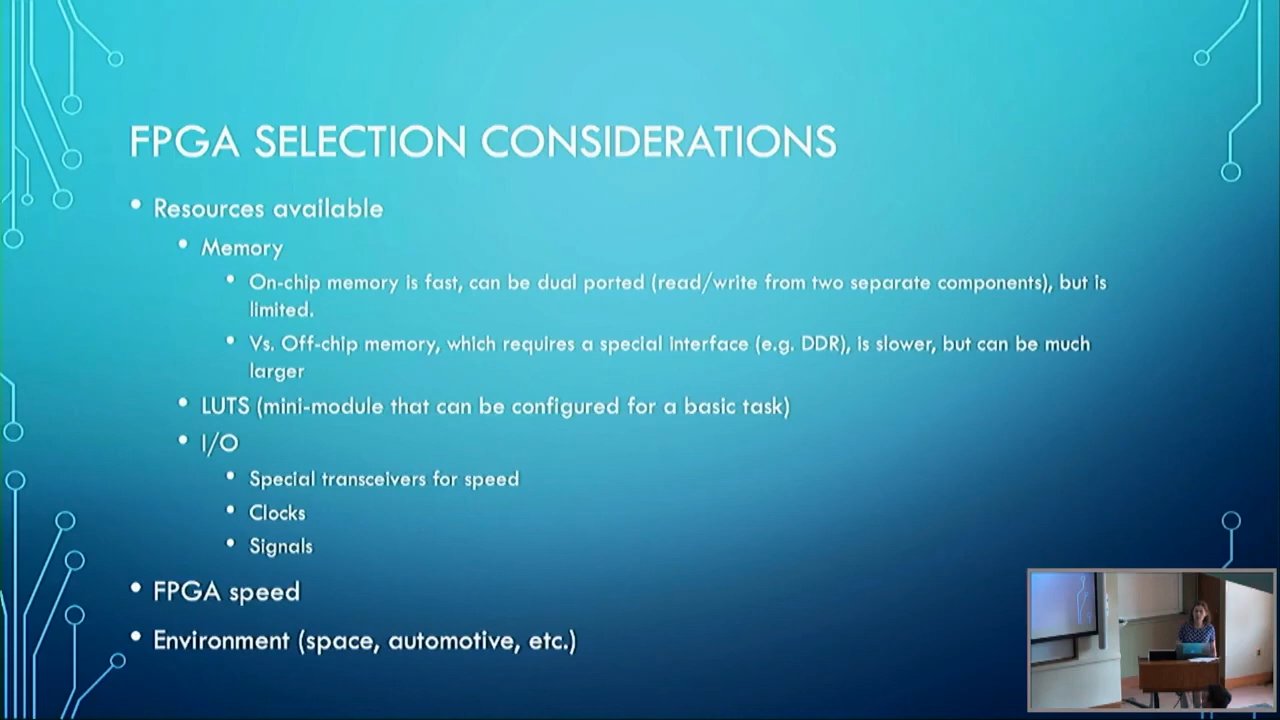 FPGA SELECTION CONSIDERATIONS
• Resources available
• Memory
• On-chip memory is fast, can be dual ported (read/write from two separate components), but is
limited.
• Vs. Off-chip memory, which requires a special interface (e.g. DDR), is slower, but can be much
larger
• LUTS (mini-module that can be configured for a basic task)
• I/O
• Special transceivers for speed
• Clocks
• Signals
• FPGA speed
• Environment (space, automotive, etc.)